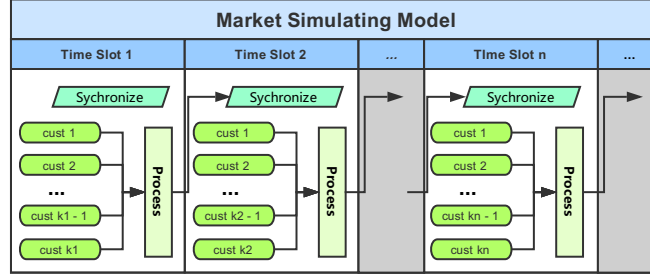 Market Simulating Model
Time Slot 1
Time Slot 2
...
TIme Slot n
...
Sychronize
cust 1
cust 2
...
cust k1 - 1
cust k1
Process
Sychronize
cust 1
cust 2
...
cust k2 - 1
cust k2
Process
Sychronize
cust 1
cust 2
...
cust kn - 1
cust kn
Process